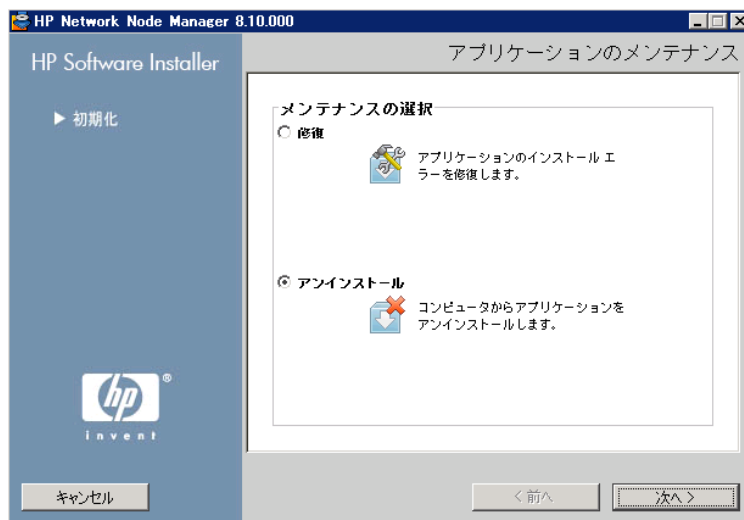 HP Network Node Manager 8.10.000
HP Software Installer
アプリケーションのメンテナンス
▶ 初期化
メンテナンスの選択
修復
アプリケーションのインストール エ
ラーを修復します。
アンインストール
コンピュータからアプリケーションを
アンインストールします。
hp
®
invent
キャンセル
< 前へ
次へ >